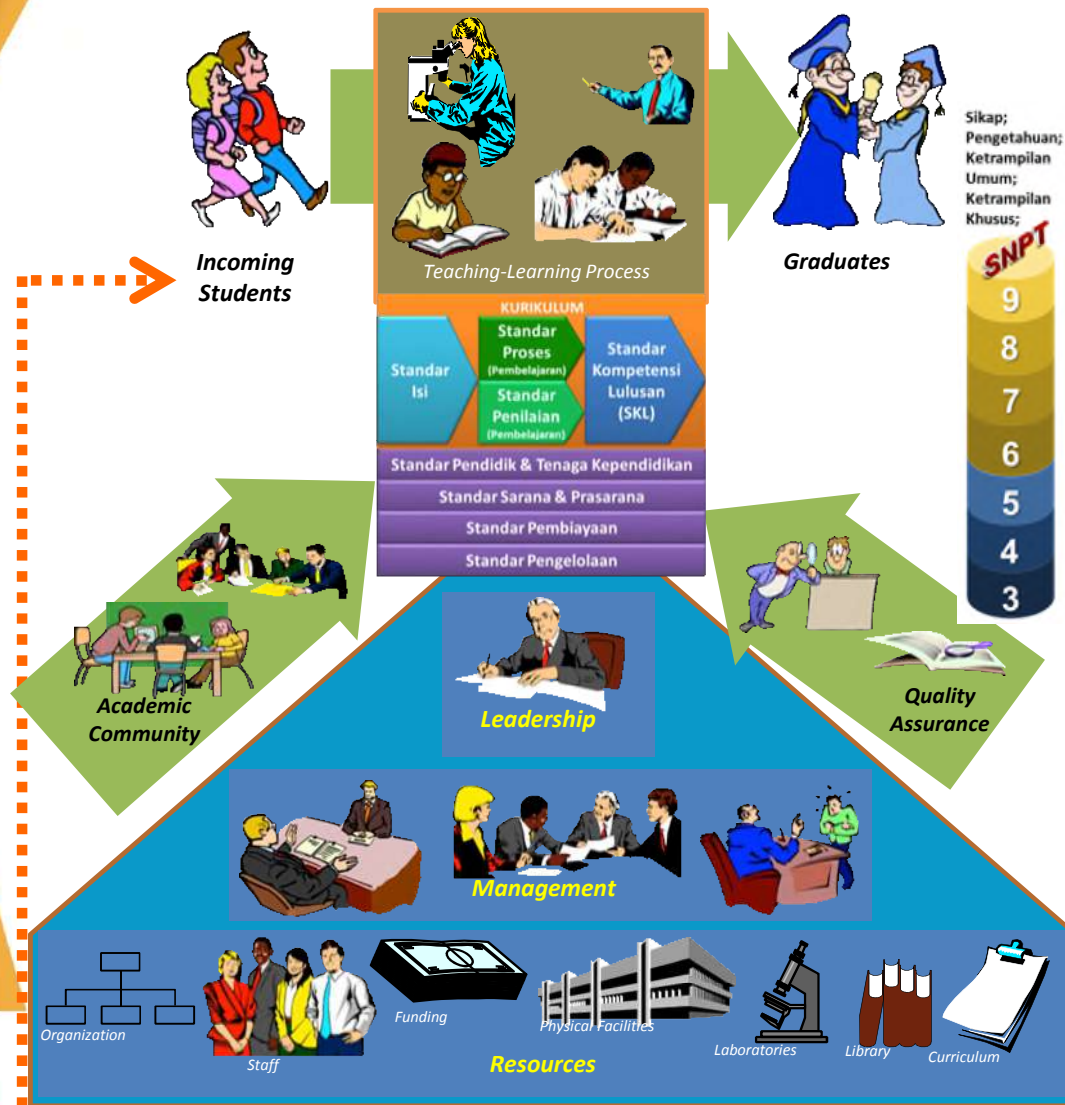 Sikap;
Pengetahuan;
Ketrampilan
Umum;
Ketrampilan
Khusus;
Incoming
Students
Teaching-Learning Process
Graduates
SNPT
9
8
7
6
5
4
3
KURIKULUM
Standar
Isi
Standar
Proses
(Pembelajaran)
Standar
Penilaian
(Pembelajaran)
Standar
Kompetensi
Lulusan
(SKL)
Standar Pendidik & Tenaga Kependidikan
Standar Sarana & Prasarana
Standar Pembiayaan
Standar Pengelolaan
Academic
Community
Leadership
Quality
Assurance
Management
Organization
Staff
Funding
Physical Facilities
Laboratories
Library
Curriculum
Resources